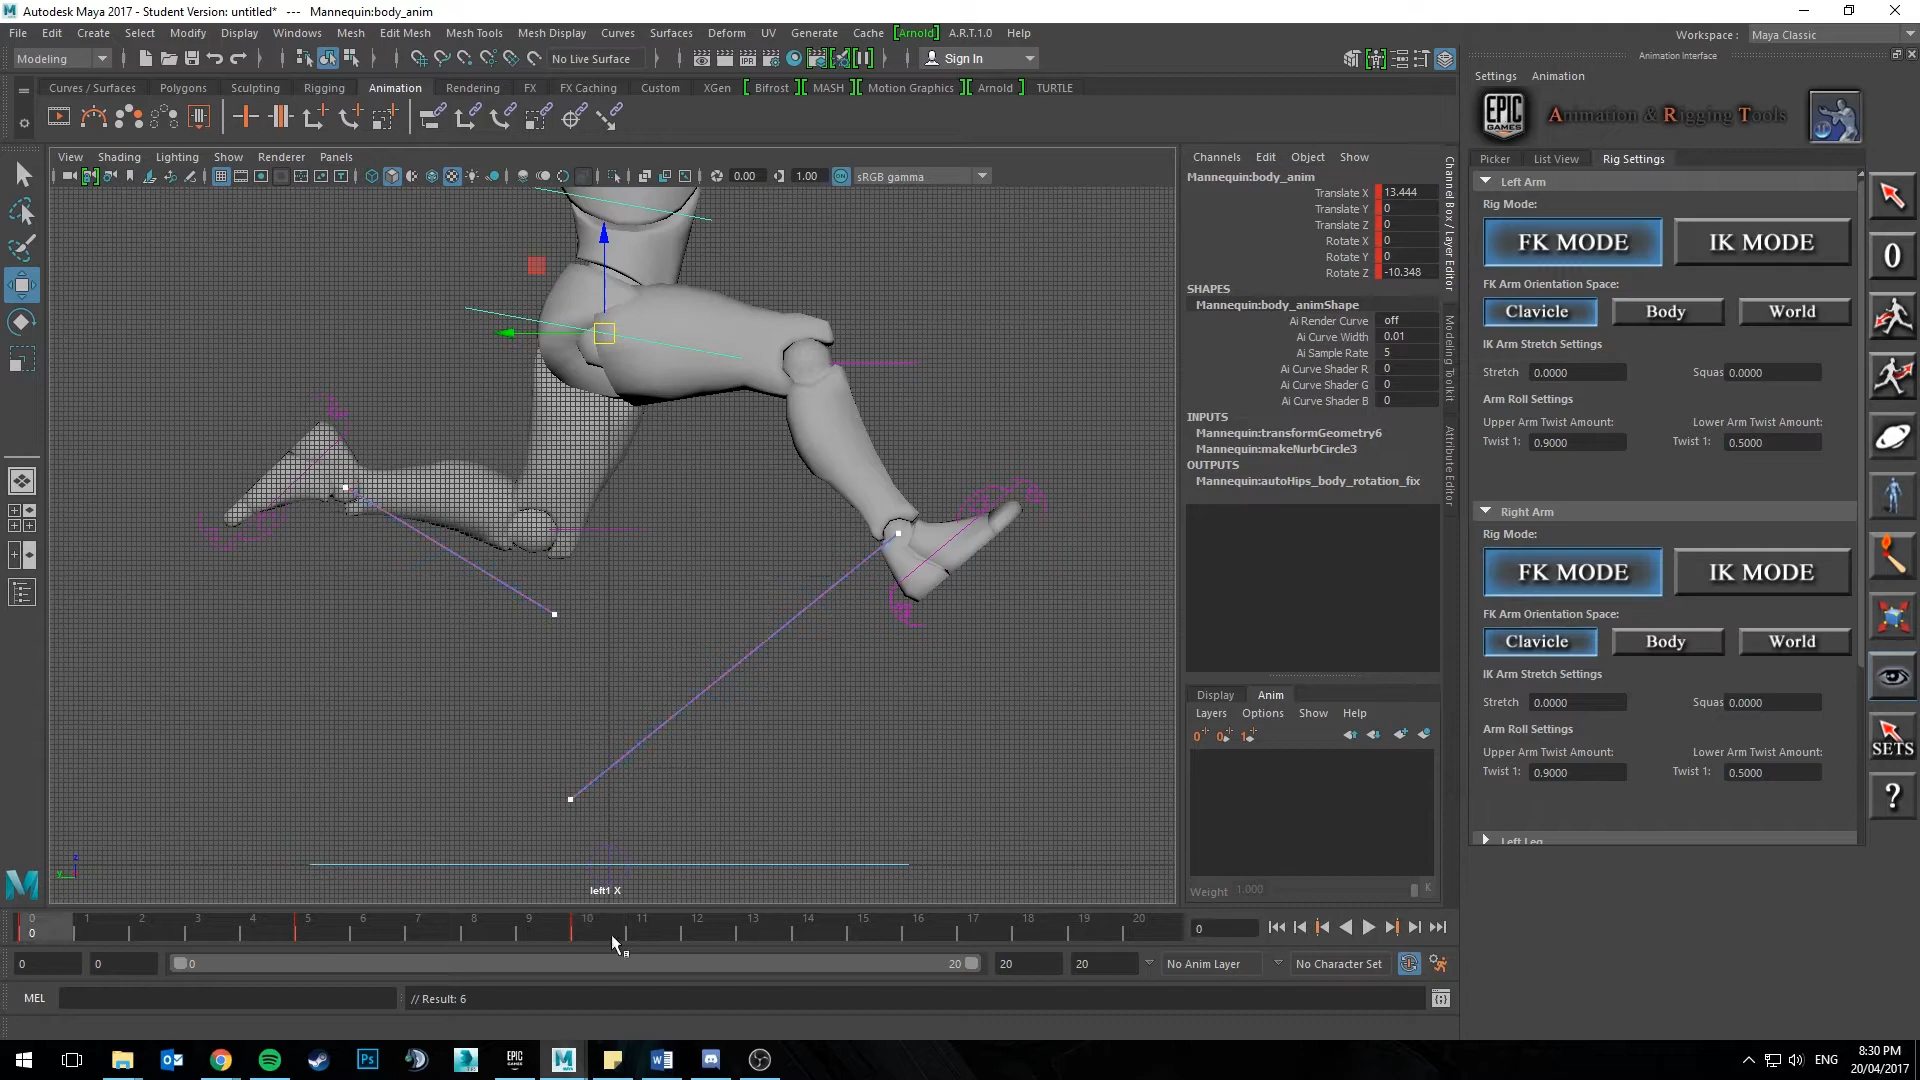 Autodesk Maya 2017 - Student Version: untitled*   ---   Mannequin:body_anim
File Edit Create Select Modify Display Windows Mesh Edit Mesh Mesh Tools Mesh Display Curves Surfaces Deform UV Generate Cache [Arnold] A.R.T.1.0 Help
Workspace : Maya Classic
Modeling No Live Surface Sign In
Animation Interface
Settings Animation
Curves / Surfaces Polygons Sculpting Rigging Animation Rendering FX FX Caching Custom XGen [ Bifrost ] [ MASH ] [ Motion Graphics ] [ Arnold ] TURTLE
EPIC GAMES Animation & Rigging Tools
View Shading Lighting Show Renderer Panels
0.00 1.00 sRGB gamma
Channels Edit Object Show
Mannequin:body_anim
Translate X 13.444
Translate Y 0
Translate Z 0
Rotate X 0
Rotate Y 0
Rotate Z -10.348
SHAPES
Mannequin:body_animShape
Ai Render Curve off
Ai Curve Width 0.01
Ai Sample Rate 5
Ai Curve Shader R 0
Ai Curve Shader G 0
Ai Curve Shader B 0
INPUTS
Mannequin:transformGeometry6
Mannequin:makeNurbCircle3
OUTPUTS
Mannequin:autoHips_body_rotation_fix
Channel Box / Layer Editor
Modeling Toolkit
Attribute Editor
Display Anim
Layers Options Show Help
Weight 1.000 K
Picker List View Rig Settings
Left Arm
Rig Mode:
FK MODE IK MODE
FK Arm Orientation Space:
Clavicle Body World
IK Arm Stretch Settings
Stretch 0.0000 Squas 0.0000
Arm Roll Settings
Upper Arm Twist Amount: Lower Arm Twist Amount:
Twist 1: 0.9000 Twist 1: 0.5000
Right Arm
Rig Mode:
FK MODE IK MODE
FK Arm Orientation Space:
Clavicle Body World
IK Arm Stretch Settings
Stretch 0.0000 Squas 0.0000
Arm Roll Settings
Upper Arm Twist Amount: Lower Arm Twist Amount:
Twist 1: 0.9000 Twist 1: 0.5000
Left Leg
0
SETS
?
z
y
left1 X
0 1 2 3 4 5 6 7 8 9 10 11 12 13 14 15 16 17 18 19 20
0
0
0 0 0 20 20 20 No Anim Layer No Character Set
MEL // Result: 6
ENG 8:30 PM
20/04/2017